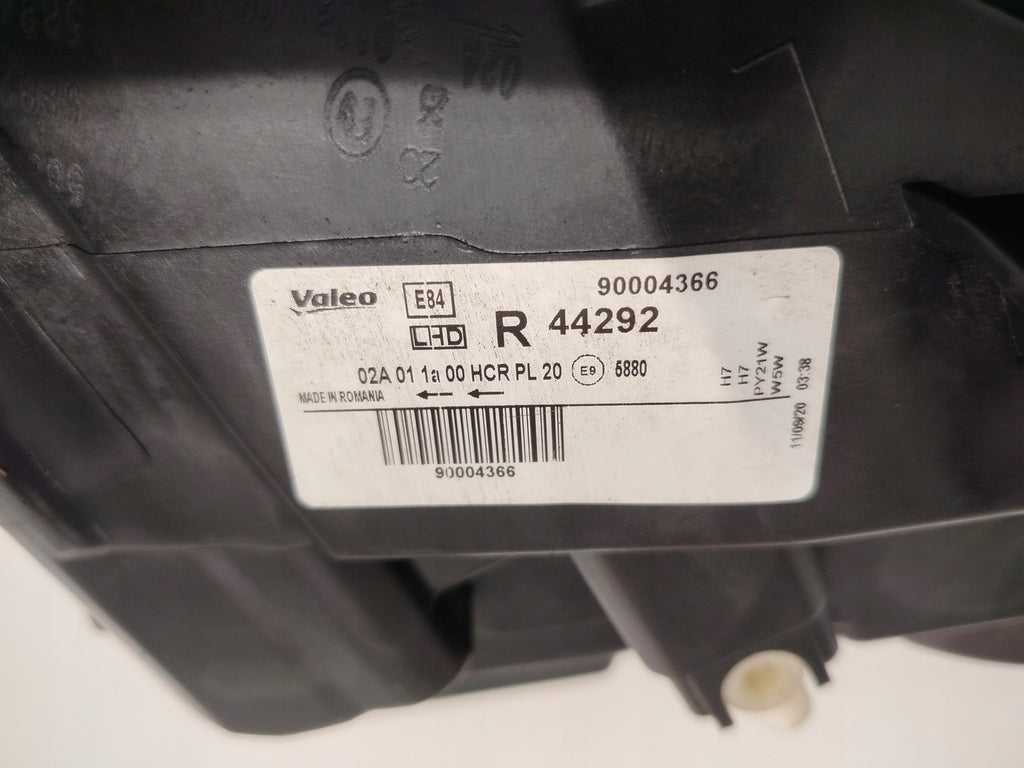 Valeo E84 90004366
LHD R 44292
02A 01 1a 00 HCR PL 20 E9 5880
MADE IN ROMANIA
90004366
H7
H7
PY21W
W5W
11/09/20 03:38